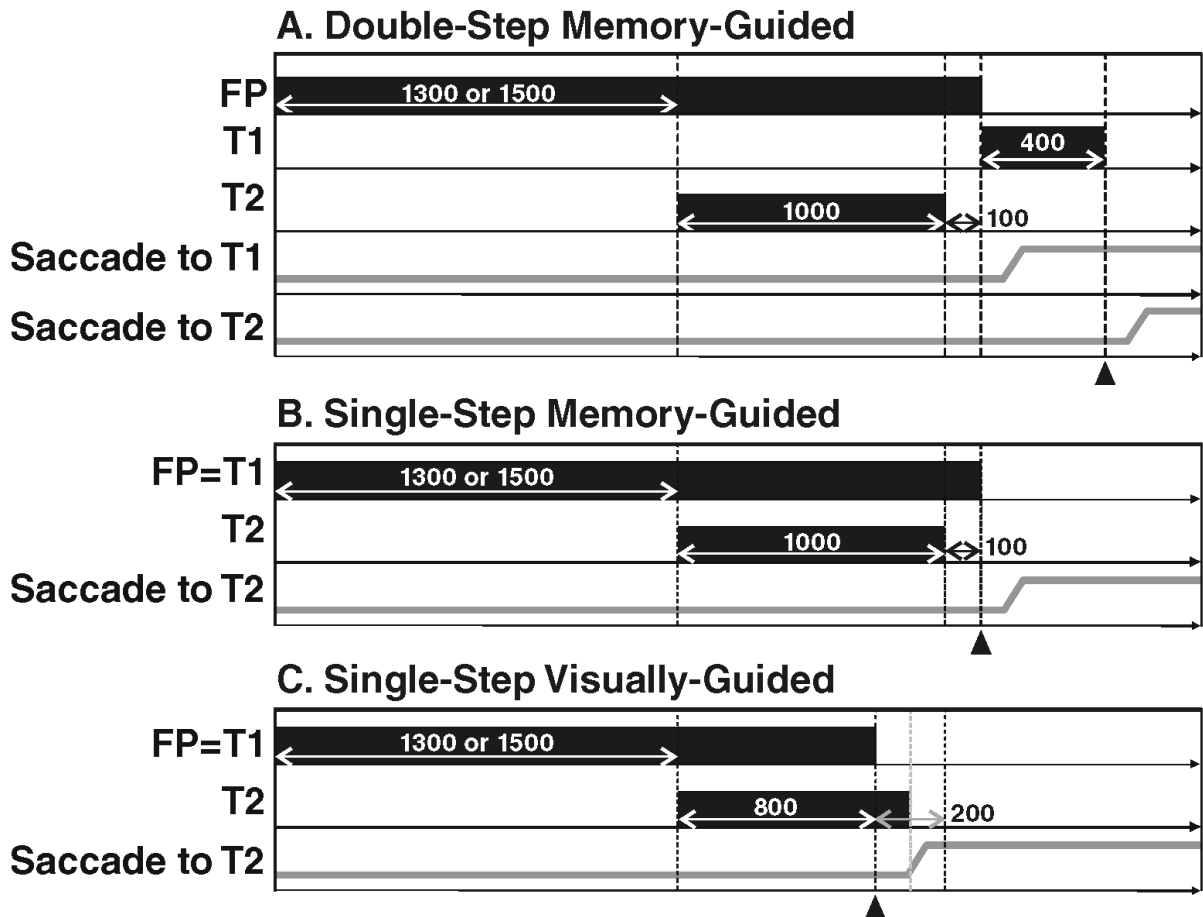 A. Double-Step Memory-Guided
FP
1300 or 1500
T1
400
T2
1000
100
Saccade to T1
Saccade to T2
B. Single-Step Memory-Guided
FP=T1
1300 or 1500
T2
1000
100
Saccade to T2
C. Single-Step Visually-Guided
FP=T1
1300 or 1500
T2
800
200
Saccade to T2